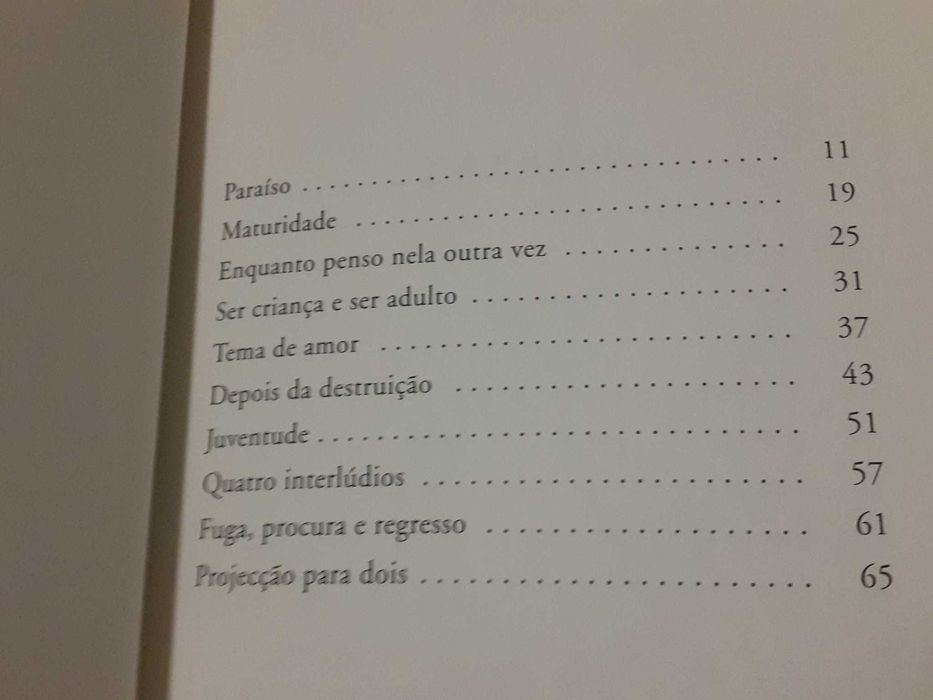 Paraíso . . . . . . . . . . . . . . . . . . . . . . . . . . . . . . . . . . . 11
Maturidade . . . . . . . . . . . . . . . . . . . . . . . . . . . . . . 19
Enquanto penso nela outra vez . . . . . . . . . . . . . . . . 25
Ser criança e ser adulto . . . . . . . . . . . . . . . . . . . . . . . 31
Tema de amor . . . . . . . . . . . . . . . . . . . . . . . . . . . . . 37
Depois da destruição . . . . . . . . . . . . . . . . . . . . . . . . 43
Juventude . . . . . . . . . . . . . . . . . . . . . . . . . . . . . . . . . 51
Quatro interlúdios . . . . . . . . . . . . . . . . . . . . . . . . . . 57
Fuga, procura e regresso . . . . . . . . . . . . . . . . . . . . . . 61
Projecção para dois . . . . . . . . . . . . . . . . . . . . . . . . . . 65